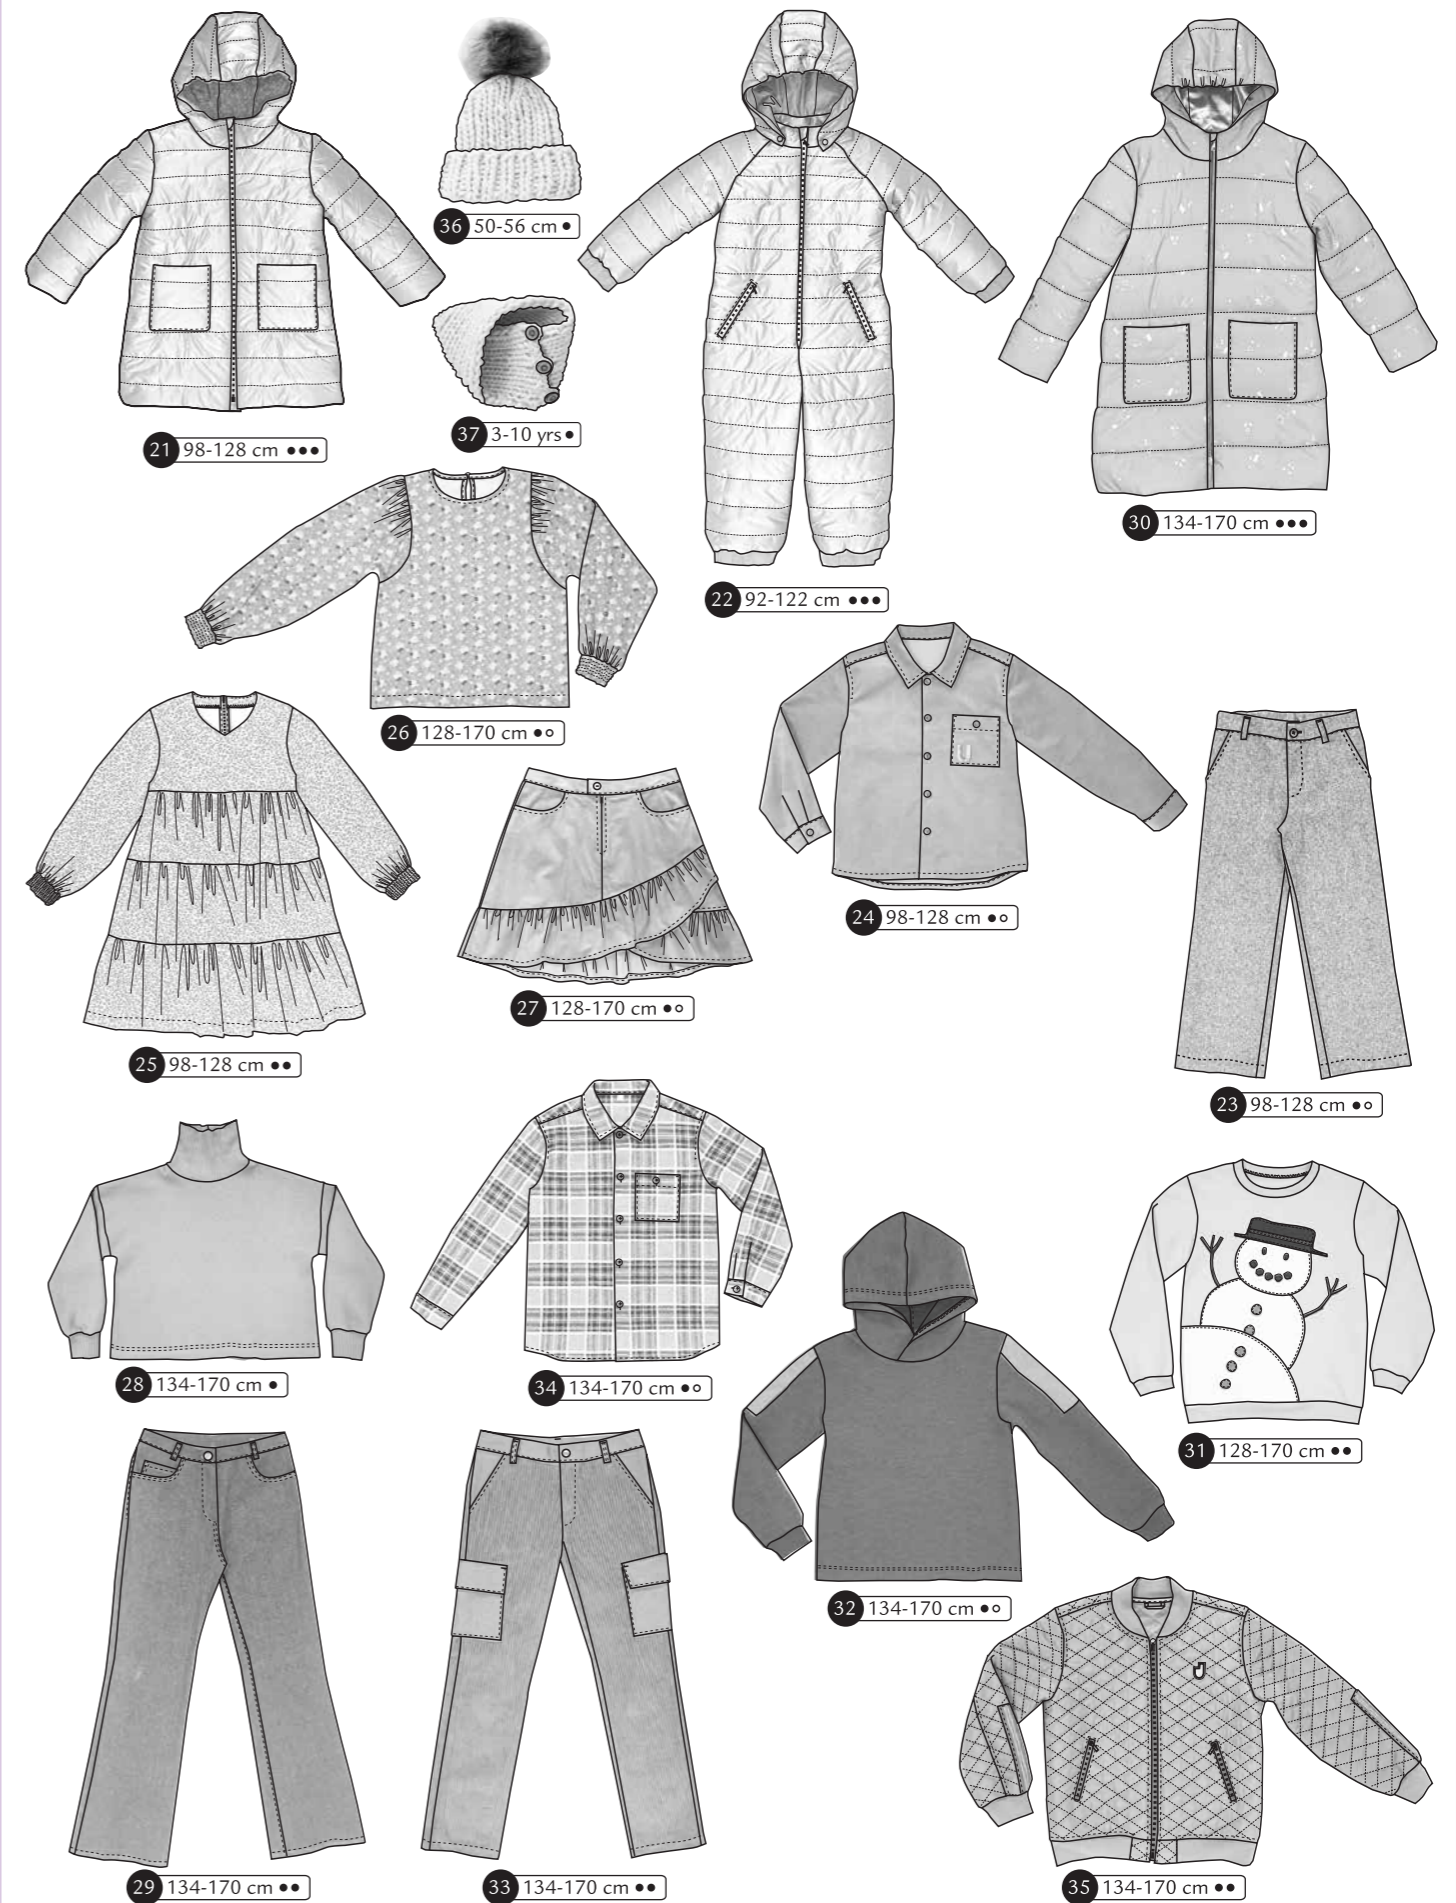 36 50-56 cm ●
21 98-128 cm ●●●
37 3-10 yrs ●
30 134-170 cm ●●●
22 92-122 cm ●●●
26 128-170 cm ●○
U
24 98-128 cm ●○
27 128-170 cm ●○
25 98-128 cm ●●
23 98-128 cm ●○
28 134-170 cm ●
34 134-170 cm ●○
31 128-170 cm ●●
32 134-170 cm ●○
29 134-170 cm ●●
33 134-170 cm ●●
35 134-170 cm ●●